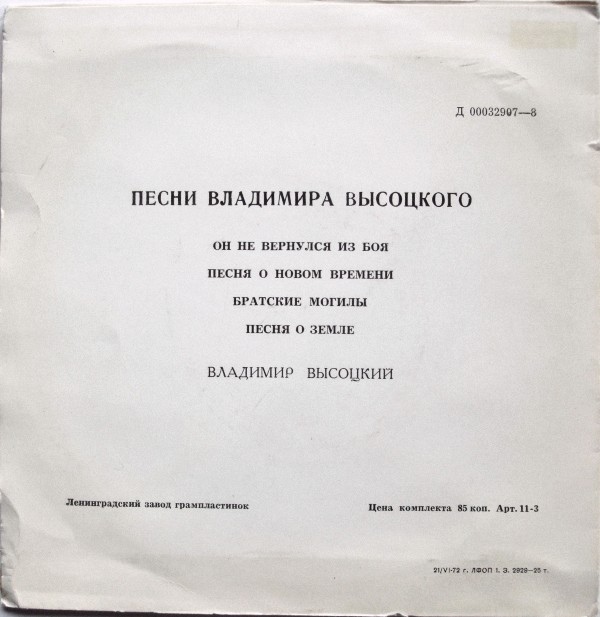 Д 00032907—8
ПЕСНИ ВЛАДИМИРА ВЫСОЦКОГО
ОН НЕ ВЕРНУЛСЯ ИЗ БОЯ
ПЕСНЯ О НОВОМ ВРЕМЕНИ
БРАТСКИЕ МОГИЛЫ
ПЕСНЯ О ЗЕМЛЕ
ВЛАДИМИР ВЫСОЦКИЙ
Ленинградский завод грампластинок Цена комплекта 85 коп. Арт. 11-3
21/VI-72 г. ЛФОП 1. З. 2929—25 т.